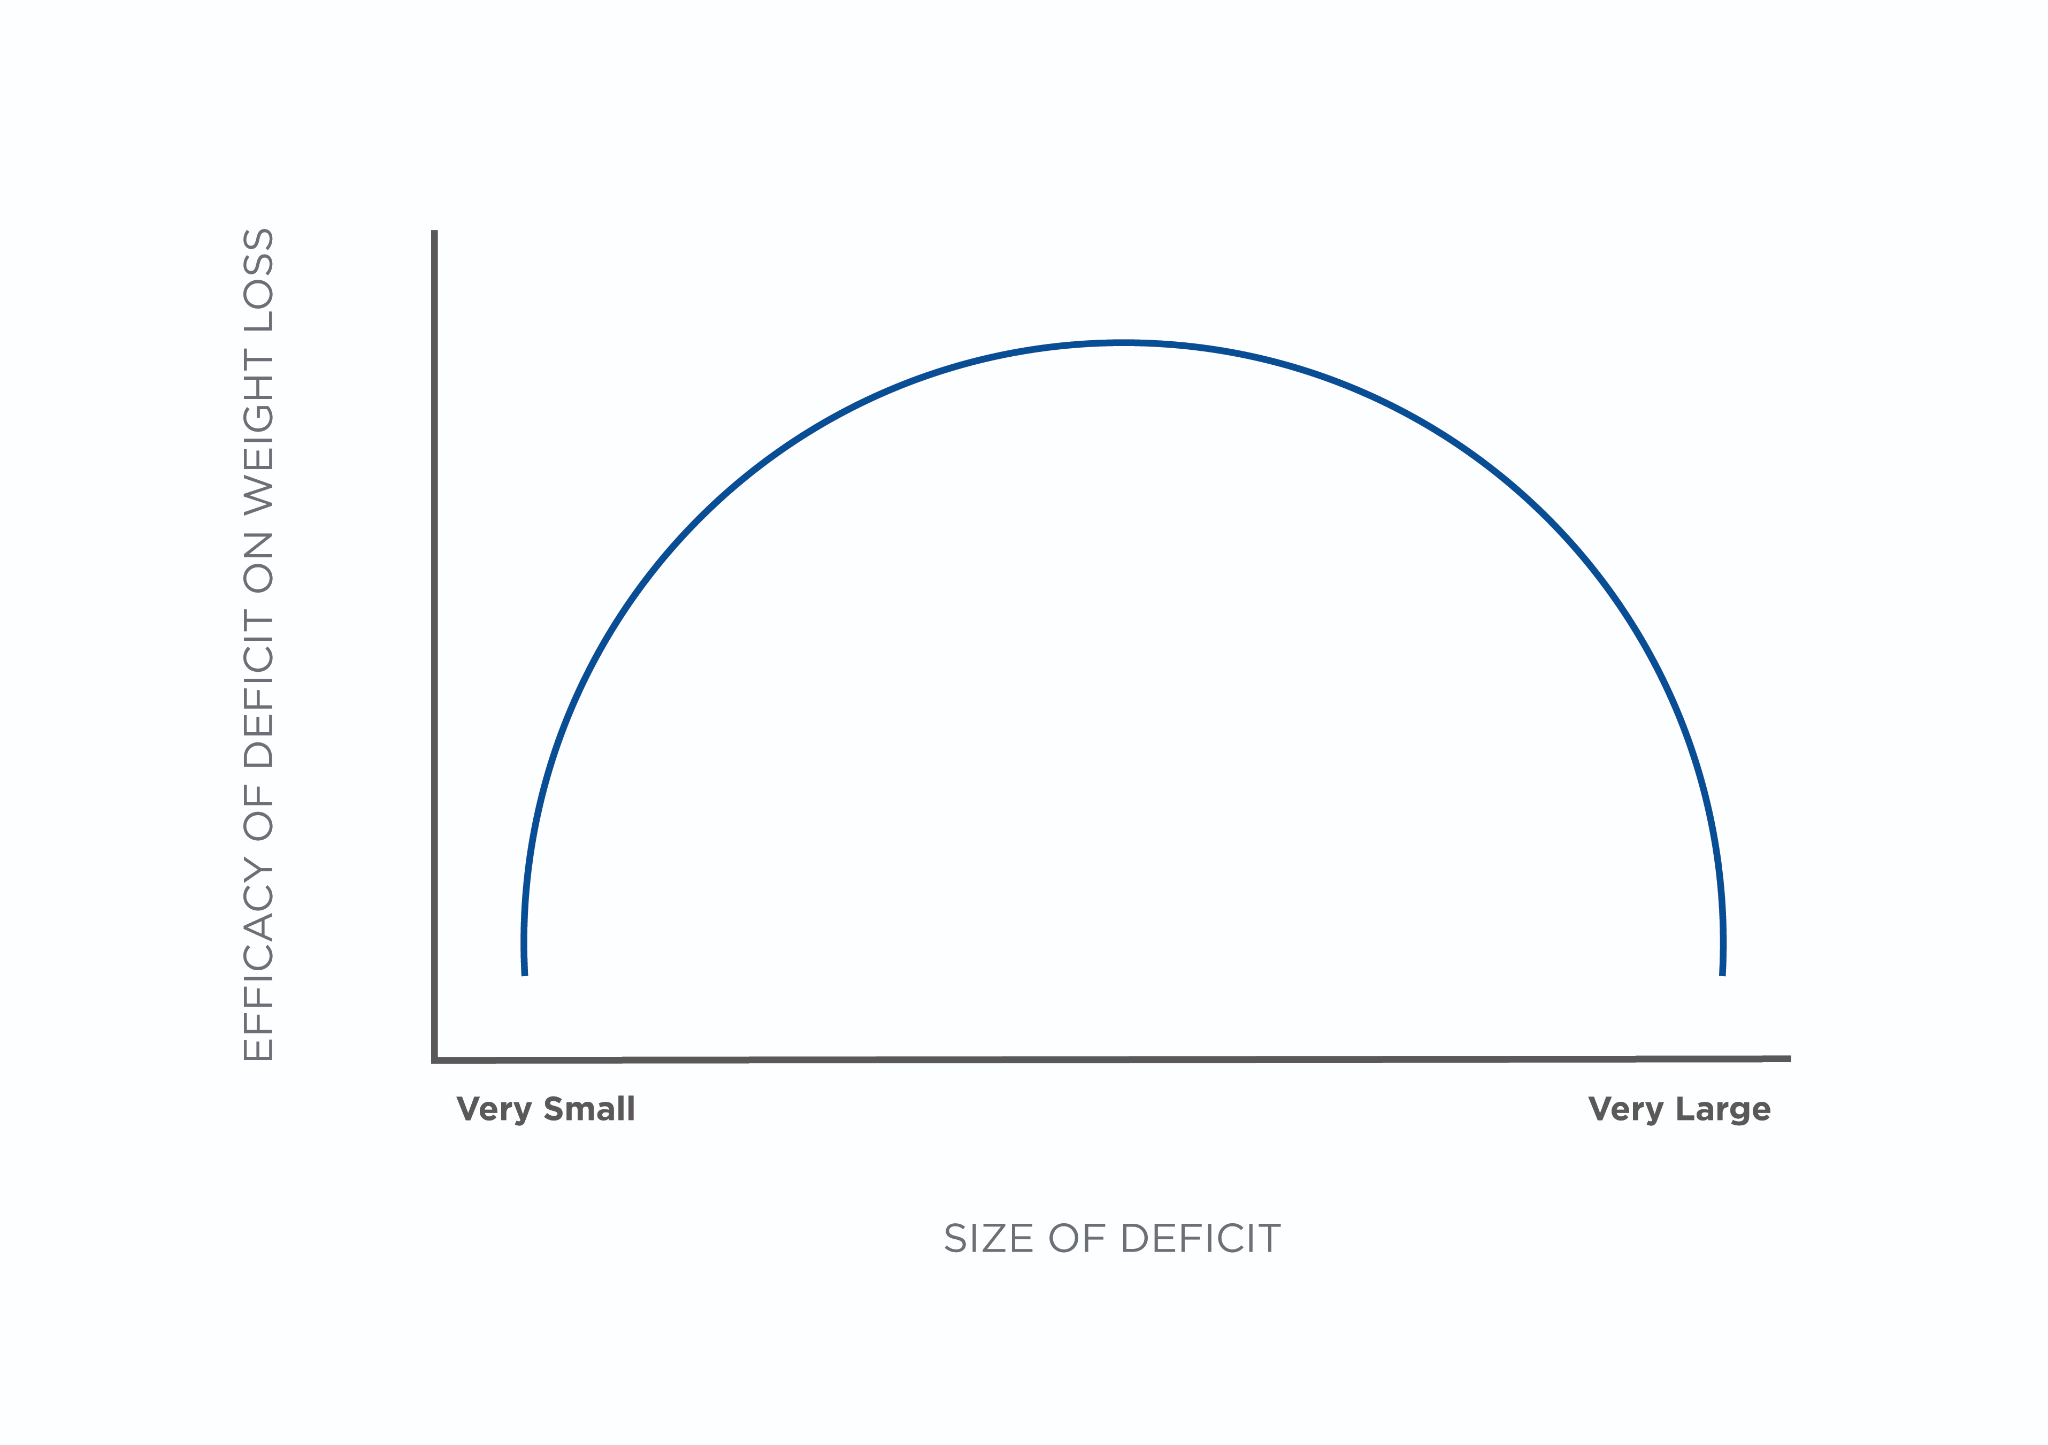 EFFICACY OF DEFICIT ON WEIGHT LOSS
Very Small
Very Large
SIZE OF DEFICIT